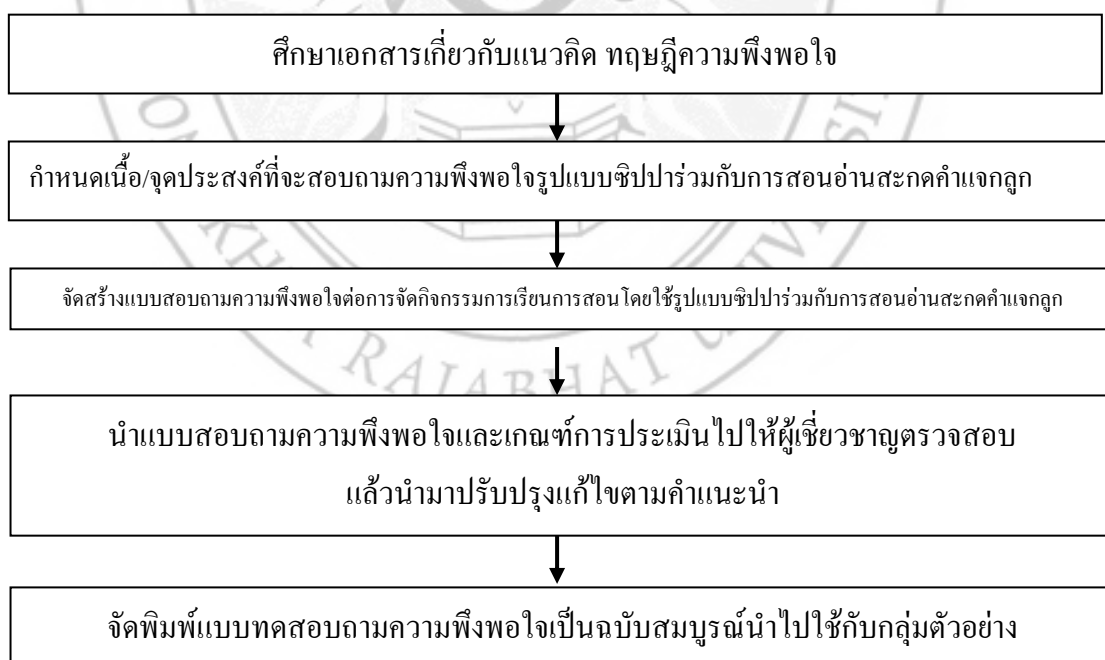 ศึกษาเอกสารเกี่ยวกับแนวคิด ทฤษฎีความพึงพอใจ
กำหนดเนื้อ/จุดประสงค์ที่จะสอบถามความพึงพอใจรูปแบบซิปปาร่วมกับการสอนอ่านสะกดคำแจกลูก
จัดสร้างแบบสอบถามความพึงพอใจต่อการจัดกิจกรรมการเรียนการสอนโดยใช้รูปแบบซิปปาร่วมกับการสอนอ่านสะกดคำแจกลูก
RAJABHAT
นำแบบสอบถามความพึงพอใจและเกณฑ์การประเมินไปให้ผู้เชี่ยวชาญตรวจสอบ
แล้วนำมาปรับปรุงแก้ไขตามคำแนะนำ
จัดพิมพ์แบบทดสอบถามความพึงพอใจเป็นฉบับสมบูรณ์นำไปใช้กับกลุ่มตัวอย่าง